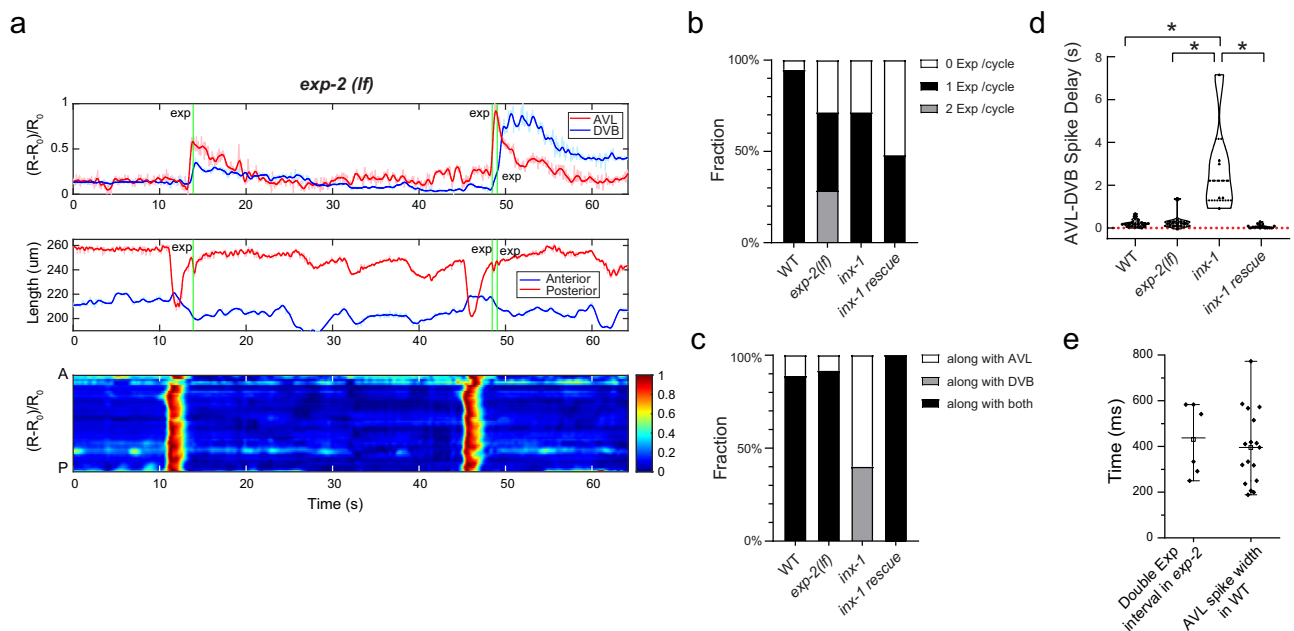 a
exp-2 (lf)
(R-R0)/R0
1
0.5
0
exp
exp
AVL
DVB
0 10 20 30 40 50 60
Length (um)
260
240
220
200
exp
exp
exp
Anterior
Posterior
0 10 20 30 40 50 60
(R-R0)/R0
A
P
1
0.8
0.6
0.4
0.2
0
0 10 20 30 40 50 60
Time (s)
b
Fraction
100%
50%
0%
0 Exp /cycle
1 Exp /cycle
2 Exp /cycle
WT
exp-2(lf)
inx-1
inx-1 rescue
c
Fraction
100%
50%
0%
along with AVL
along with DVB
along with both
WT
exp-2(lf)
inx-1
inx-1 rescue
d
AVL-DVB Spike Delay (s)
8
6
4
2
0
*
* *
WT
exp-2(lf)
inx-1
inx-1 rescue
e
Time (ms)
800
600
400
200
0
Double Exp
interval in exp-2
AVL spike width
in WT